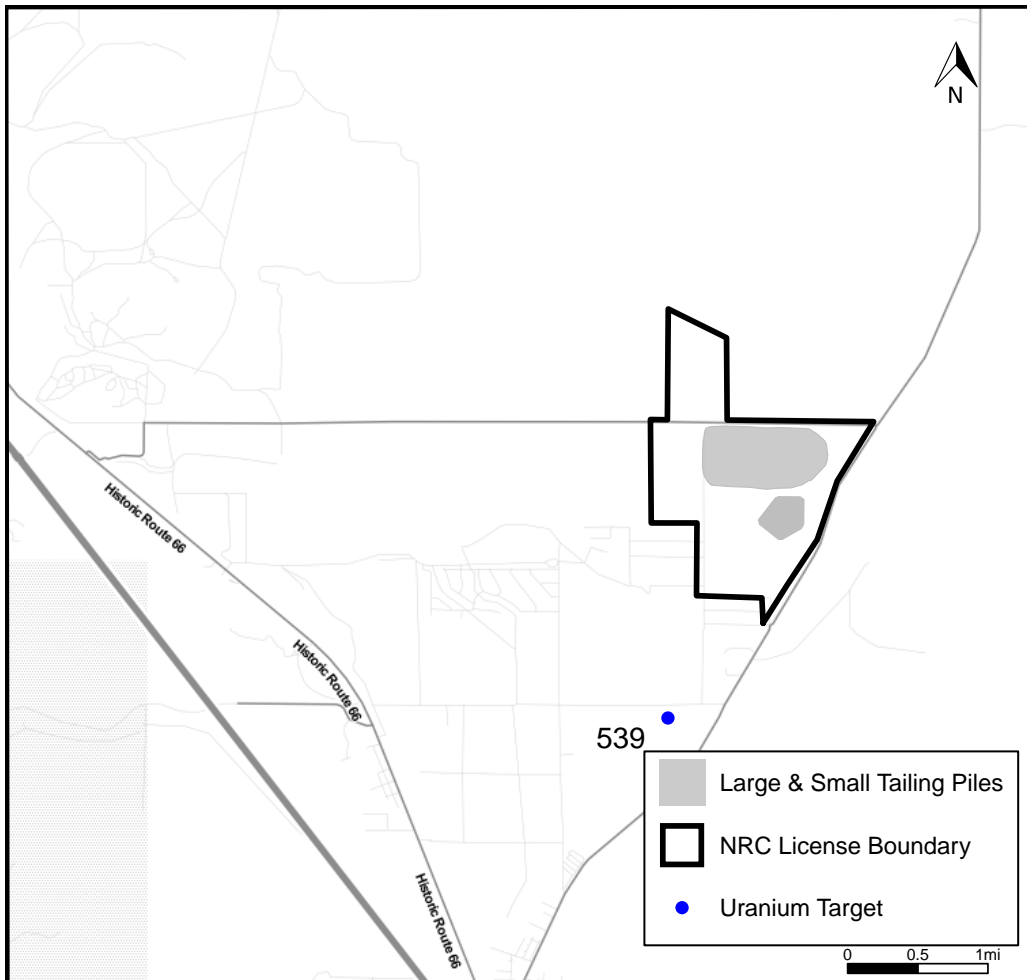 N
Historic Route 66
Historic Route 66
539
Large & Small Tailing Piles
NRC License Boundary
Uranium Target
Historic Route 66
0 0.5 1mi